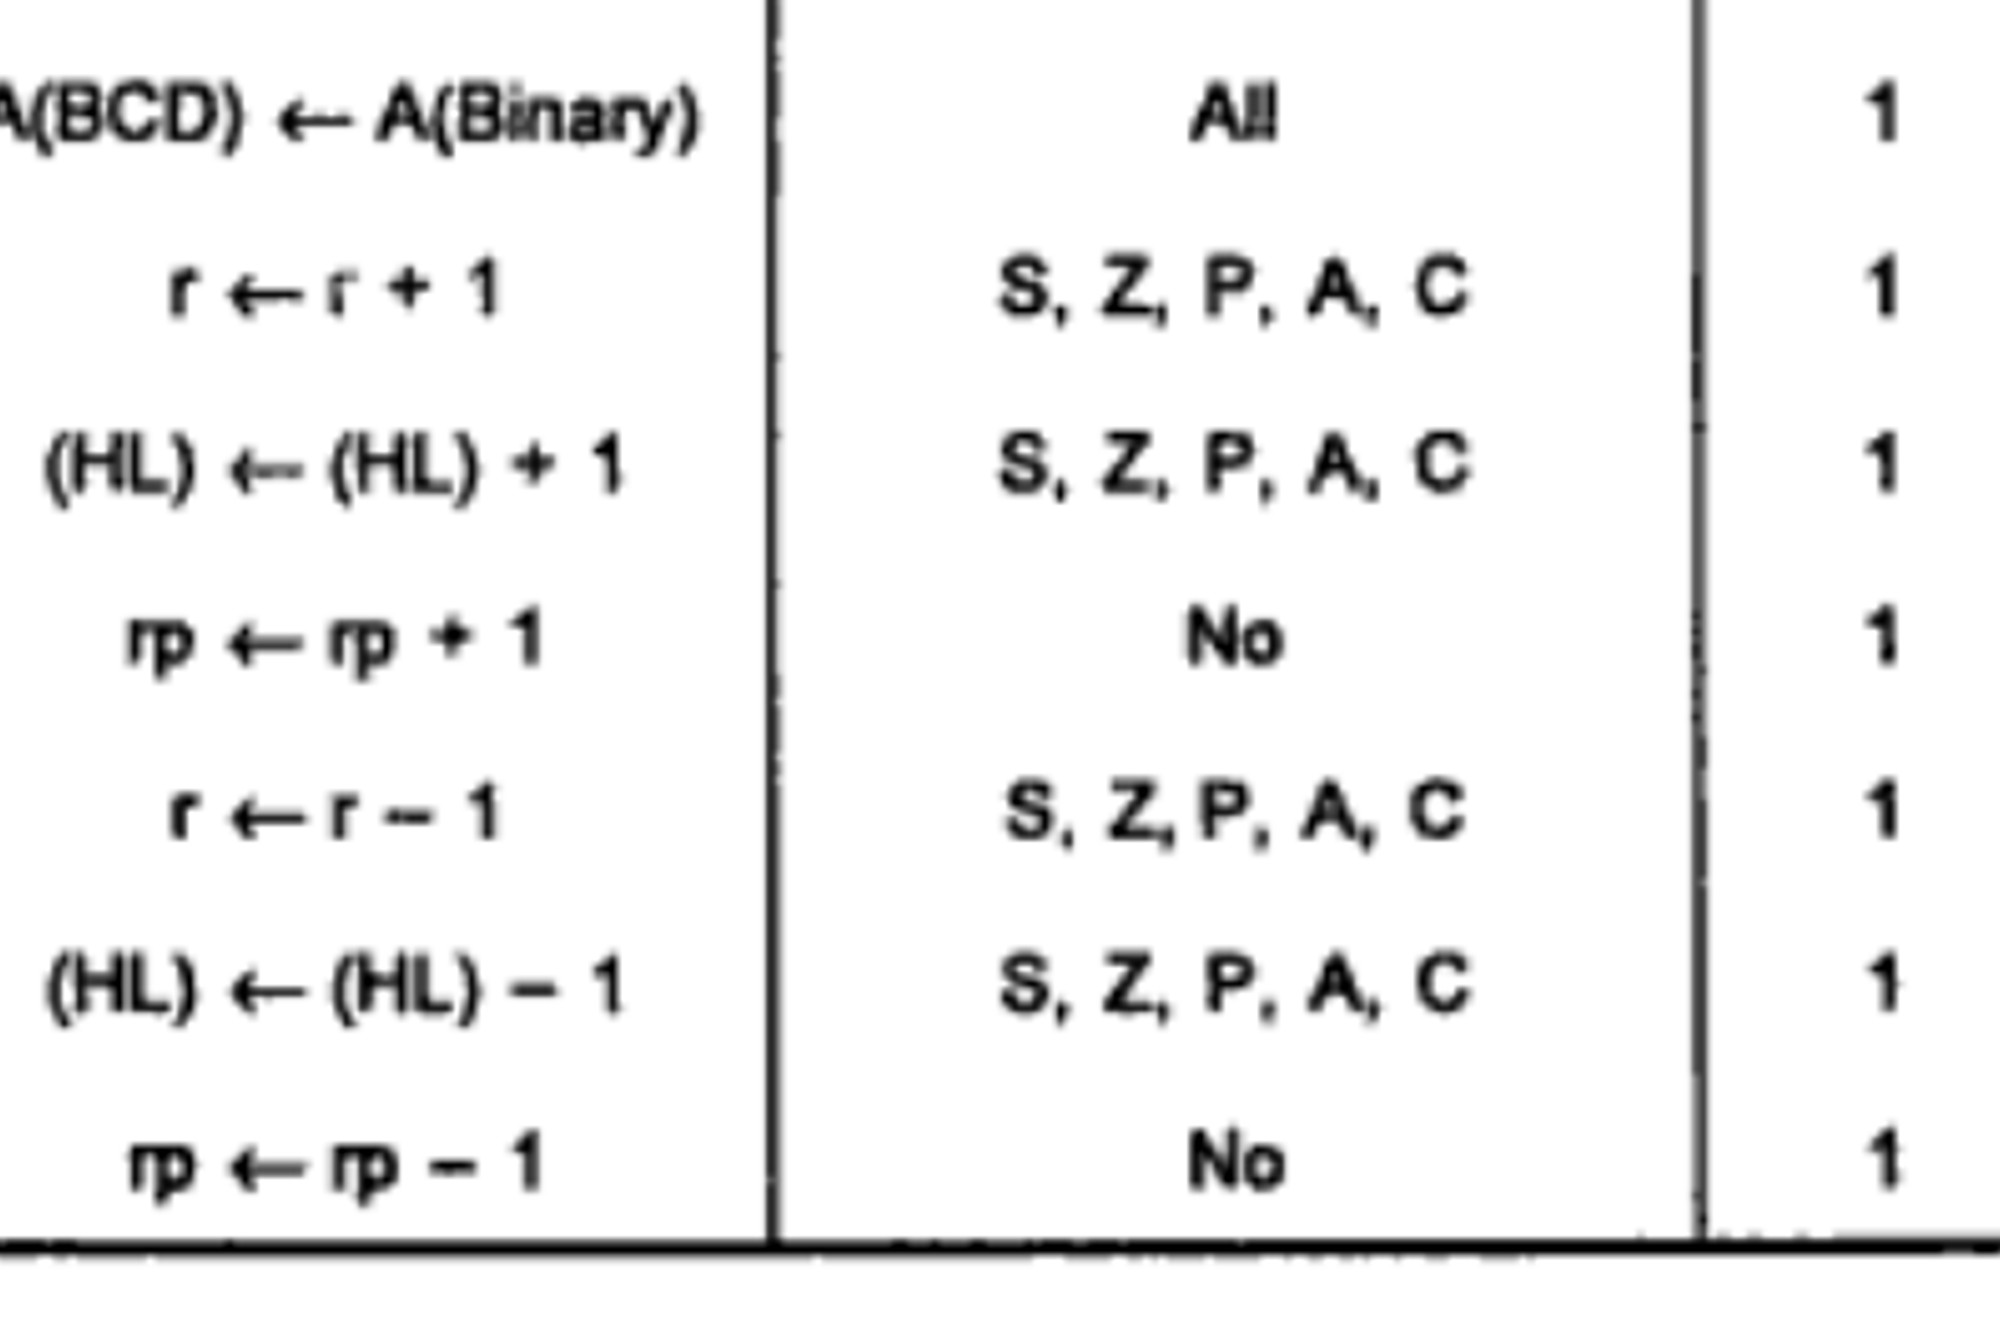 A(BCD) ← A(Binary) All 1
r ← r + 1 S, Z, P, A, C 1
(HL) ← (HL) + 1 S, Z, P, A, C 1
rp ← rp + 1 No 1
r ← r – 1 S, Z, P, A, C 1
(HL) ← (HL) – 1 S, Z, P, A, C 1
rp ← rp – 1 No 1